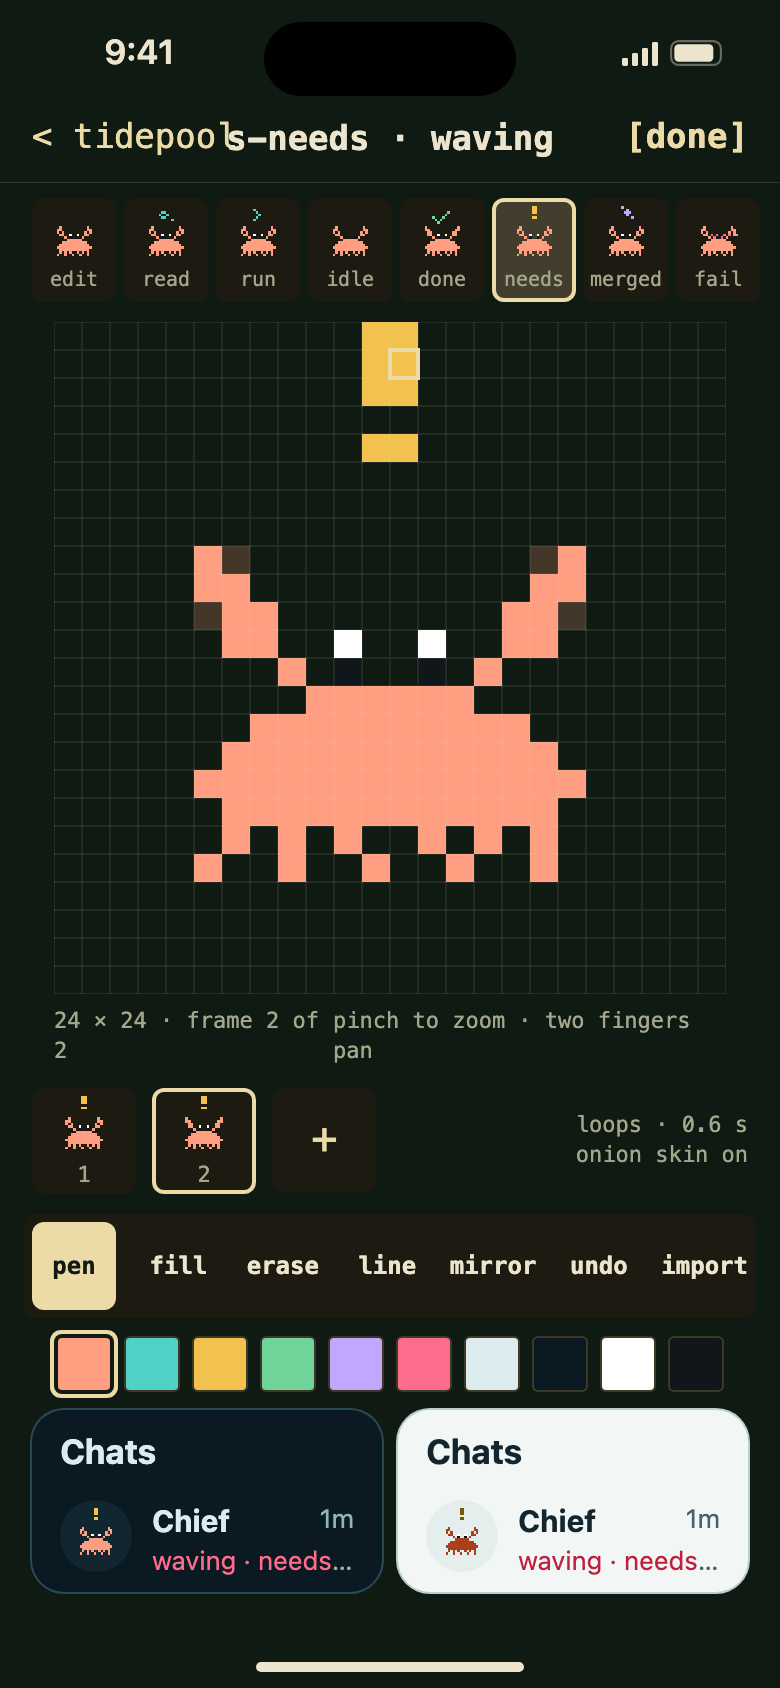 9:41
< tidepools-needs · waving [done]
edit read run idle done needs merged fail
24 × 24 · frame 2 of 2
pinch to zoom · two fingers pan
1 2 +
loops · 0.6 s
onion skin on
pen fill erase line mirror undo import
Chats
Chief 1m
waving · needs...
Chats
Chief 1m
waving · needs...